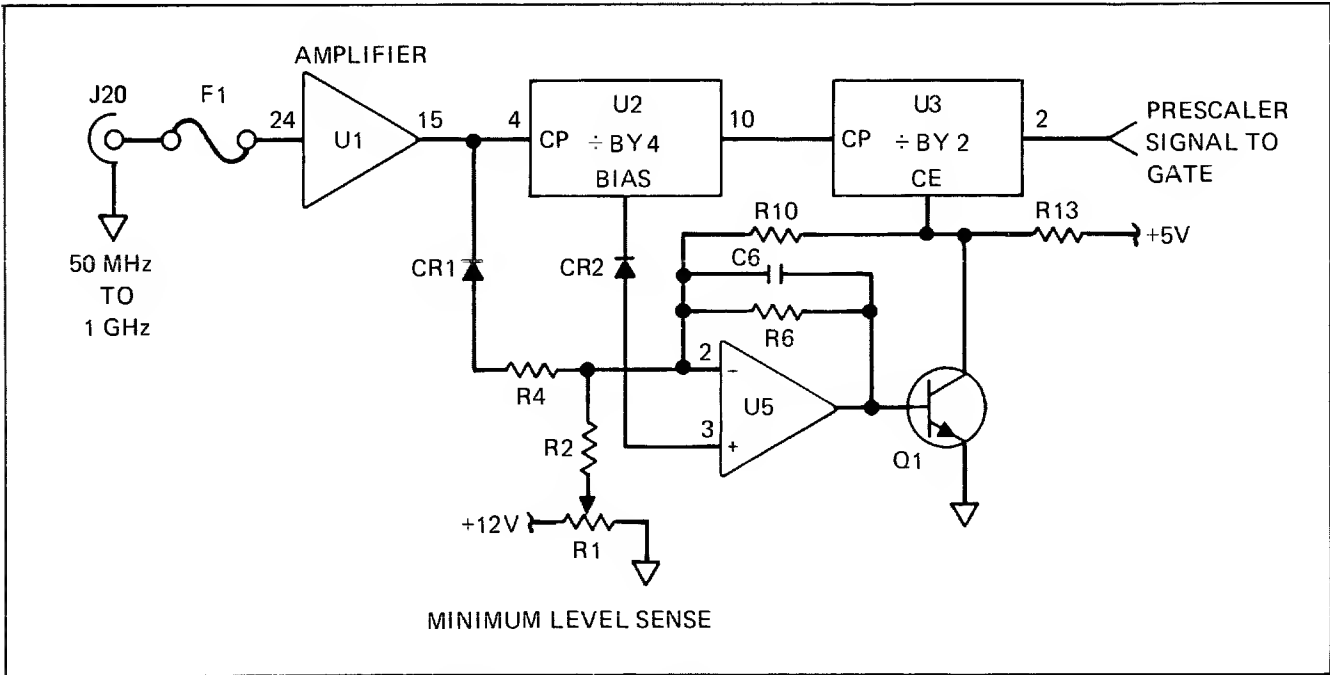 AMPLIFIER
J20
F1
24
U1
15
4
CP
U2
÷ BY 4
BIAS
10
CP
U3
÷ BY 2
CE
2
PRESCALER
SIGNAL TO
GATE
50 MHz
TO
1 GHz
CR1
CR2
R10
R13
+5V
C6
R6
R4
2
−
U5
3
+
R2
Q1
+12V
R1
MINIMUM LEVEL SENSE